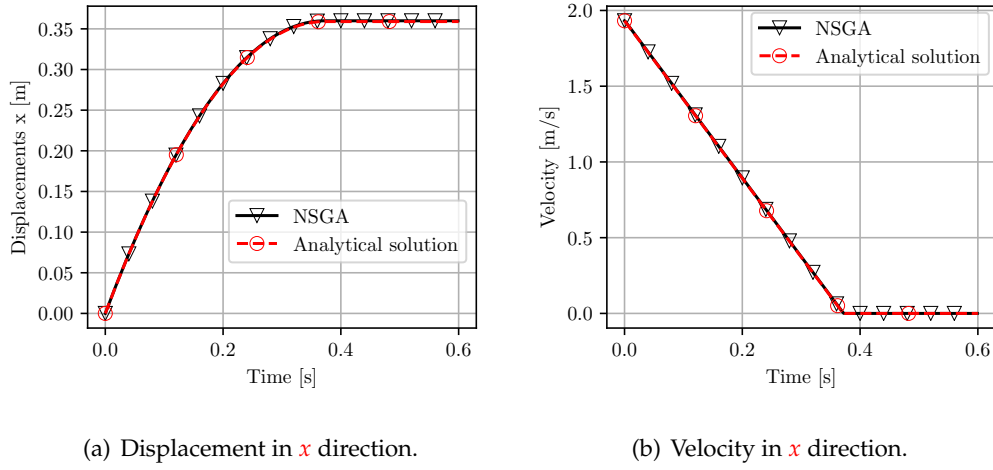 0.35
0.30
0.25
0.20
0.15
0.10
0.05
0.00
Displacements x [m]
NSGA
Analytical solution
0.0 0.2 0.4 0.6
Time [s]
(a) Displacement in x direction.
2.0
1.5
1.0
0.5
0.0
Velocity [m/s]
NSGA
Analytical solution
0.0 0.2 0.4 0.6
Time [s]
(b) Velocity in x direction.